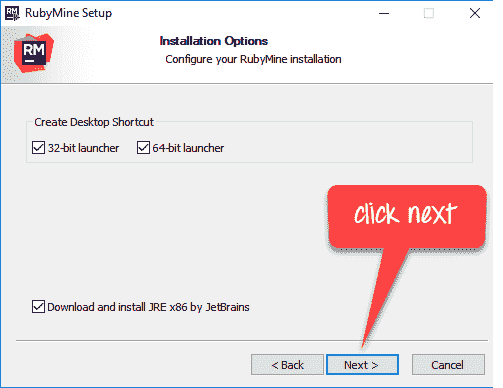 RM RubyMine Setup
Installation Options
Configure your RubyMine installation
RM
Create Desktop Shortcut
32-bit launcher 64-bit launcher
click next
Download and install JRE x86 by JetBrains
< Back Next > Cancel